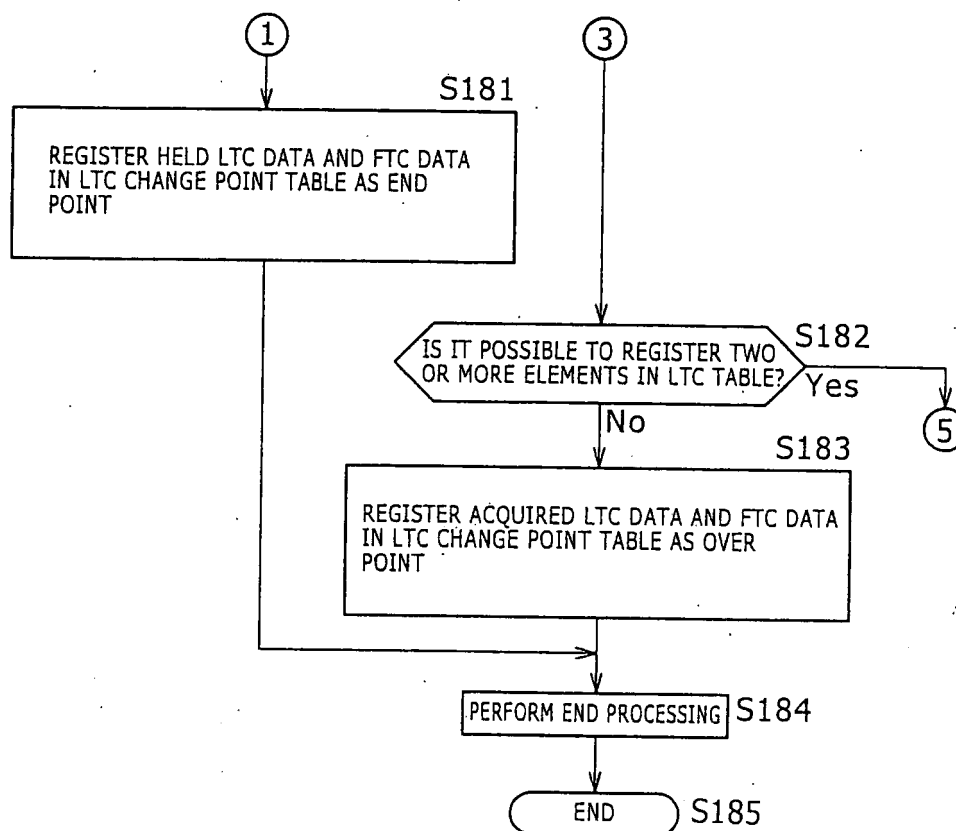 1
3
S181
REGISTER HELD LTC DATA AND FTC DATA
IN LTC CHANGE POINT TABLE AS END
POINT
S182
IS IT POSSIBLE TO REGISTER TWO
OR MORE ELEMENTS IN LTC TABLE?
Yes
5
No
S183
REGISTER ACQUIRED LTC DATA AND FTC DATA
IN LTC CHANGE POINT TABLE AS OVER
POINT
PERFORM END PROCESSING
S184
END
S185